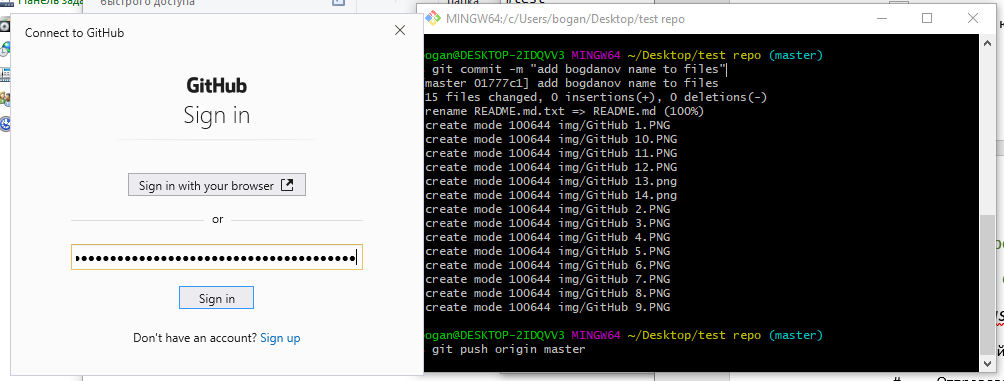 Панель зада
быстрого доступа
папка
Connect to GitHub
GitHub
Sign in
Sign in with your browser
or
●●●●●●●●●●●●●●●●●●●●●●●●●●●●●●●●●●●●●●●●
Sign in
Don't have an account? Sign up
MINGW64:/c/Users/bogan/Desktop/test repo
bogan@DESKTOP-2IDQVV3 MINGW64 ~/Desktop/test repo (master)
git commit -m "add bogdanov name to files"
[master 01777c1] add bogdanov name to files
15 files changed, 0 insertions(+), 0 deletions(-)
rename README.md.txt => README.md (100%)
create mode 100644 img/GitHub 1.PNG
create mode 100644 img/GitHub 10.PNG
create mode 100644 img/GitHub 11.PNG
create mode 100644 img/GitHub 12.PNG
create mode 100644 img/GitHub 13.png
create mode 100644 img/GitHub 14.png
create mode 100644 img/GitHub 2.PNG
create mode 100644 img/GitHub 3.PNG
create mode 100644 img/GitHub 4.PNG
create mode 100644 img/GitHub 5.PNG
create mode 100644 img/GitHub 6.PNG
create mode 100644 img/GitHub 7.PNG
create mode 100644 img/GitHub 8.PNG
create mode 100644 img/GitHub 9.PNG
bogan@DESKTOP-2IDQVV3 MINGW64 ~/Desktop/test repo (master)
git push origin master